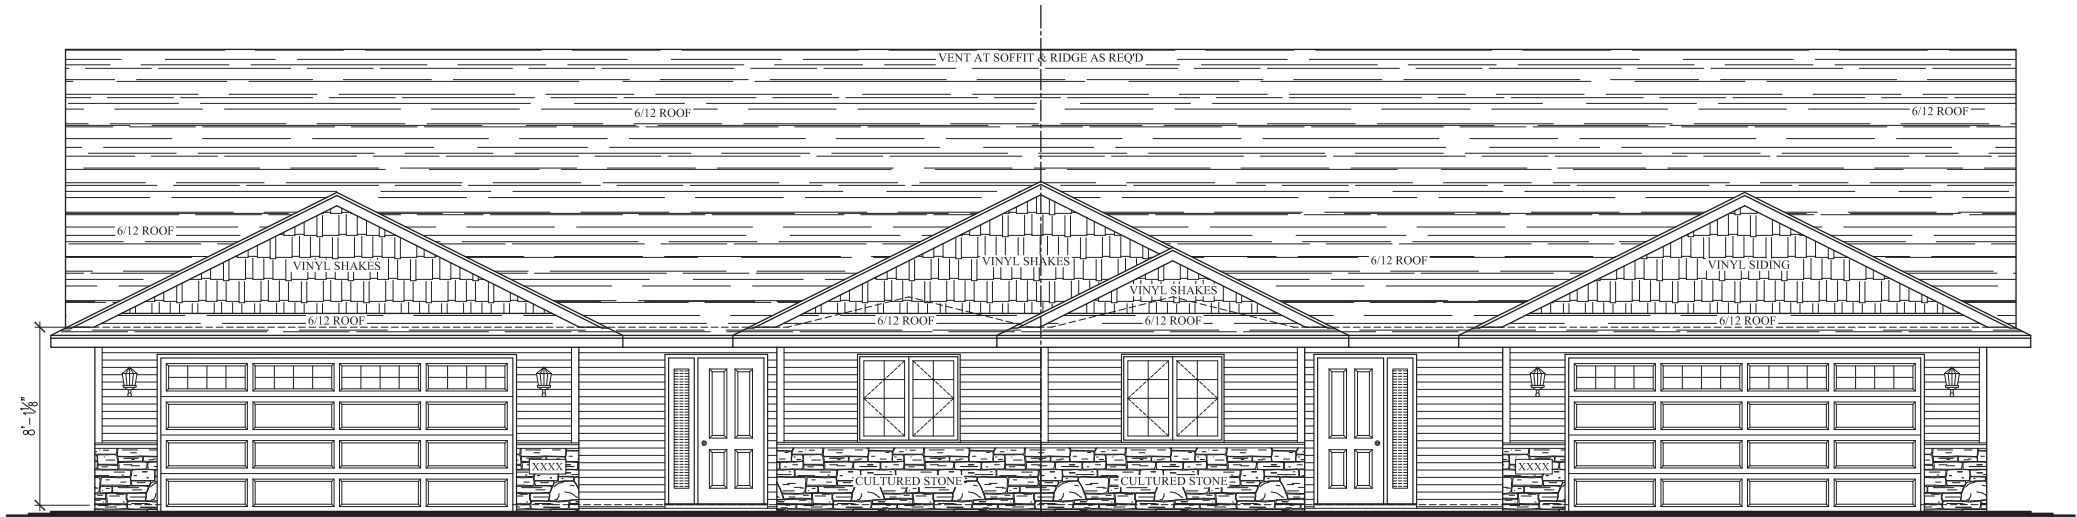 VENT AT SOFFIT & RIDGE AS REQ'D
6/12 ROOF
6/12 ROOF
6/12 ROOF
6/12 ROOF
VINYL SHAKES
VINYL SHAKES
VINYL SIDING
VINYL SHAKES
6/12 ROOF
6/12 ROOF
6/12 ROOF
6/12 ROOF
8'-1⅛"
XXXX
XXXX
CULTURED STONE
CULTURED STONE